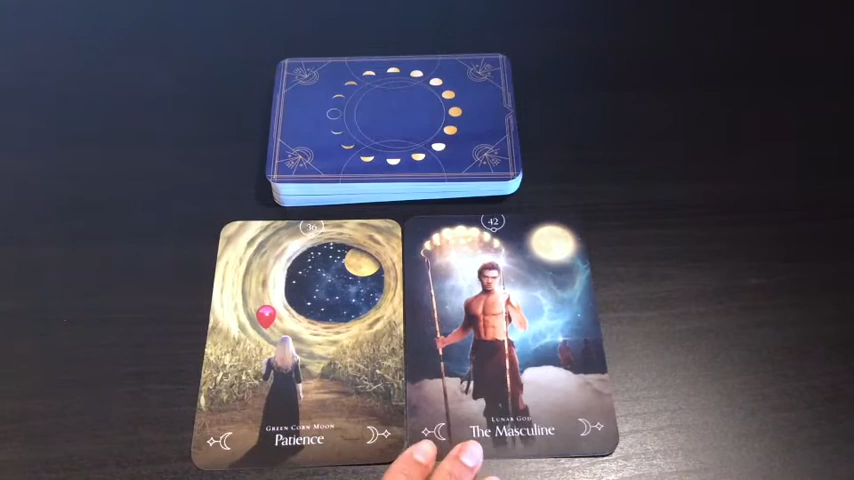 36
42
GREEN CORN MOON
Patience
LUNAR GOD
The Masculine